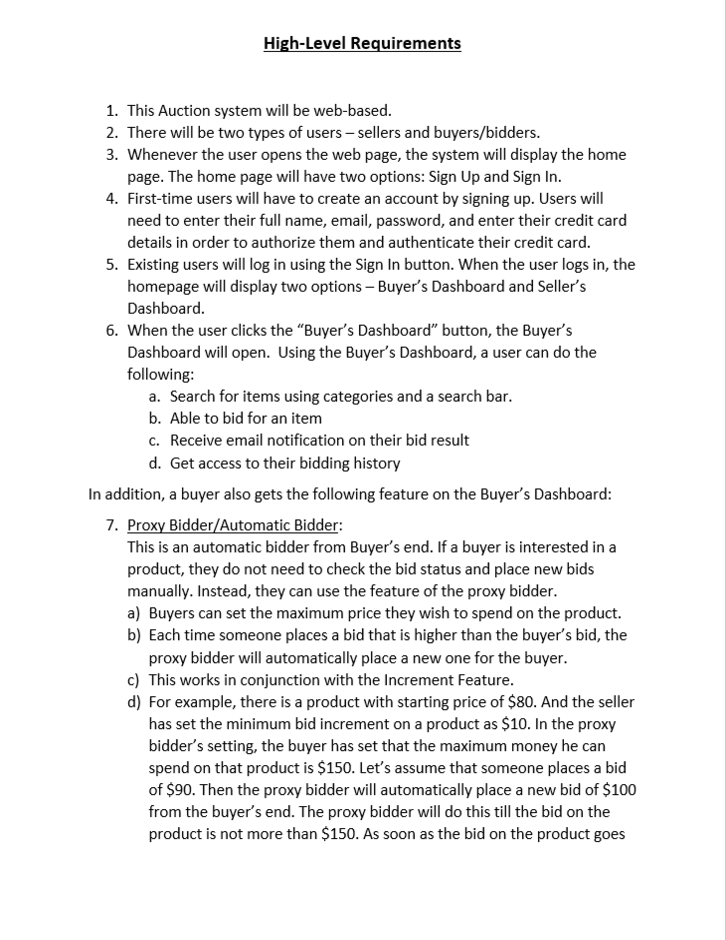 High-Level Requirements
1. This Auction system will be web-based.
2. There will be two types of users – sellers and buyers/bidders.
3. Whenever the user opens the web page, the system will display the home
page. The home page will have two options: Sign Up and Sign In.
4. First-time users will have to create an account by signing up. Users will
need to enter their full name, email, password, and enter their credit card
details in order to authorize them and authenticate their credit card.
5. Existing users will log in using the Sign In button. When the user logs in, the
homepage will display two options – Buyer’s Dashboard and Seller’s
Dashboard.
6. When the user clicks the “Buyer’s Dashboard” button, the Buyer’s
Dashboard will open.  Using the Buyer’s Dashboard, a user can do the
following:
a. Search for items using categories and a search bar.
b. Able to bid for an item
c. Receive email notification on their bid result
d. Get access to their bidding history
In addition, a buyer also gets the following feature on the Buyer’s Dashboard:
7. Proxy Bidder/Automatic Bidder:
This is an automatic bidder from Buyer’s end. If a buyer is interested in a
product, they do not need to check the bid status and place new bids
manually. Instead, they can use the feature of the proxy bidder.
a) Buyers can set the maximum price they wish to spend on the product.
b) Each time someone places a bid that is higher than the buyer’s bid, the
proxy bidder will automatically place a new one for the buyer.
c) This works in conjunction with the Increment Feature.
d) For example, there is a product with starting price of $80. And the seller
has set the minimum bid increment on a product as $10. In the proxy
bidder’s setting, the buyer has set that the maximum money he can
spend on that product is $150. Let’s assume that someone places a bid
of $90. Then the proxy bidder will automatically place a new bid of $100
from the buyer’s end. The proxy bidder will do this till the bid on the
product is not more than $150. As soon as the bid on the product goes